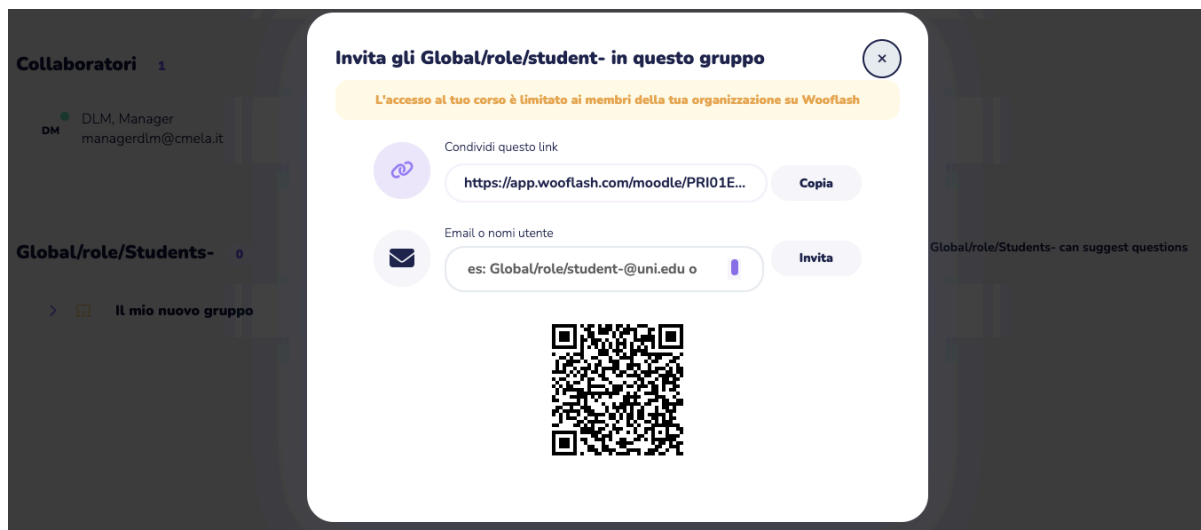 Invita gli Global/role/student- in questo gruppo
L'accesso al tuo corso è limitato ai membri della tua organizzazione su Wooflash
Collaboratori 1
DM
DLM, Manager
managerdlm@cmela.it
Condividi questo link
https://app.wooflash.com/moodle/PRI01E...
Copia
Email o nomi utente
es: Global/role/student-@uni.edu o
Invita
Global/role/Students- 0
Global/role/Students- can suggest questions
Il mio nuovo gruppo